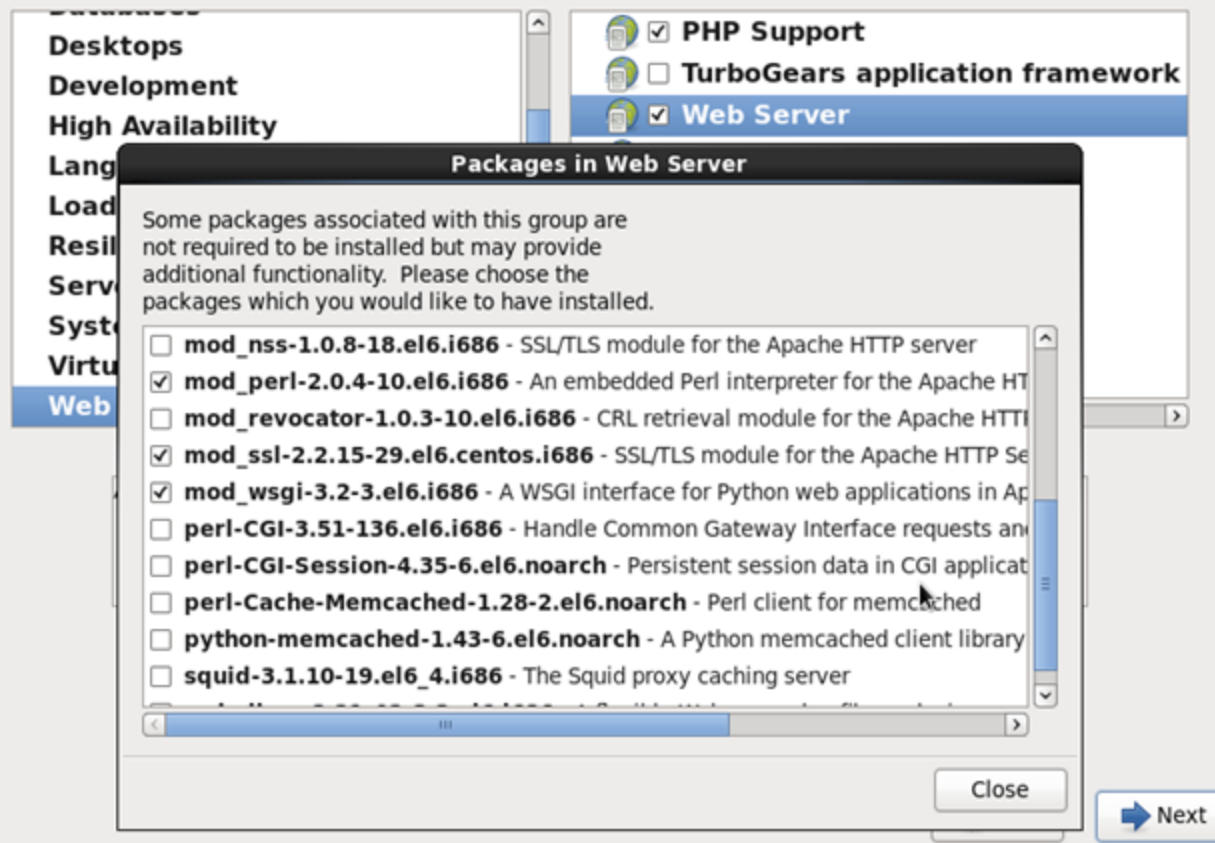 Databases
Desktops
Development
High Availability
Lang
Load
Resil
Serv
Syst
Virtu
Web
PHP Support
TurboGears application framework
Web Server
Packages in Web Server
Some packages associated with this group are
not required to be installed but may provide
additional functionality.  Please choose the
packages which you would like to have installed.
mod_nss-1.0.8-18.el6.i686 - SSL/TLS module for the Apache HTTP server
mod_perl-2.0.4-10.el6.i686 - An embedded Perl interpreter for the Apache HT
mod_revocator-1.0.3-10.el6.i686 - CRL retrieval module for the Apache HTTP
mod_ssl-2.2.15-29.el6.centos.i686 - SSL/TLS module for the Apache HTTP Se
mod_wsgi-3.2-3.el6.i686 - A WSGI interface for Python web applications in Ap
perl-CGI-3.51-136.el6.i686 - Handle Common Gateway Interface requests and
perl-CGI-Session-4.35-6.el6.noarch - Persistent session data in CGI applicat
perl-Cache-Memcached-1.28-2.el6.noarch - Perl client for memcached
python-memcached-1.43-6.el6.noarch - A Python memcached client library
squid-3.1.10-19.el6_4.i686 - The Squid proxy caching server
Close
Next